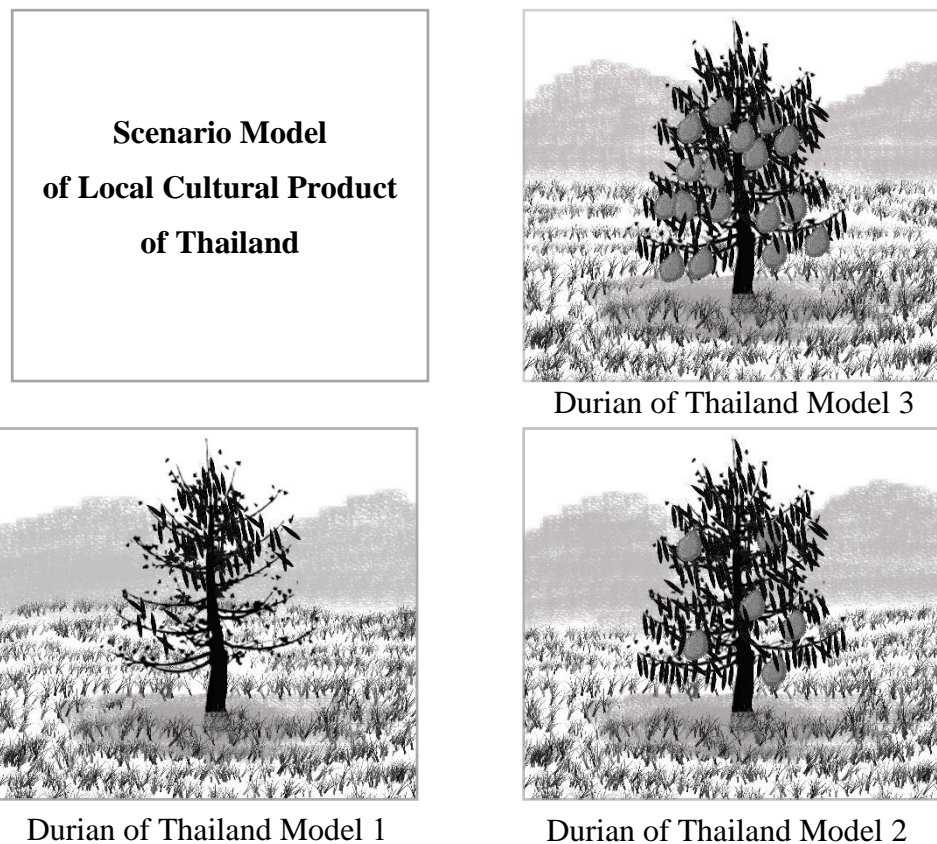 Scenario Model
of Local Cultural Product
of Thailand
Durian of Thailand Model 3
Durian of Thailand Model 1
Durian of Thailand Model 2